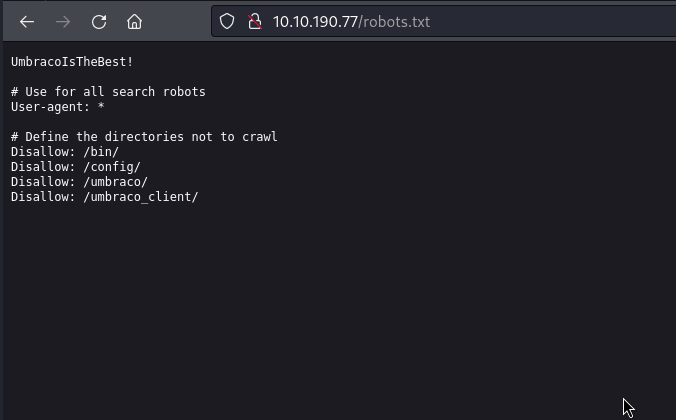 10.10.190.77/robots.txt
UmbracoIsTheBest!
# Use for all search robots
User-agent: *
# Define the directories not to crawl
Disallow: /bin/
Disallow: /config/
Disallow: /umbraco/
Disallow: /umbraco_client/